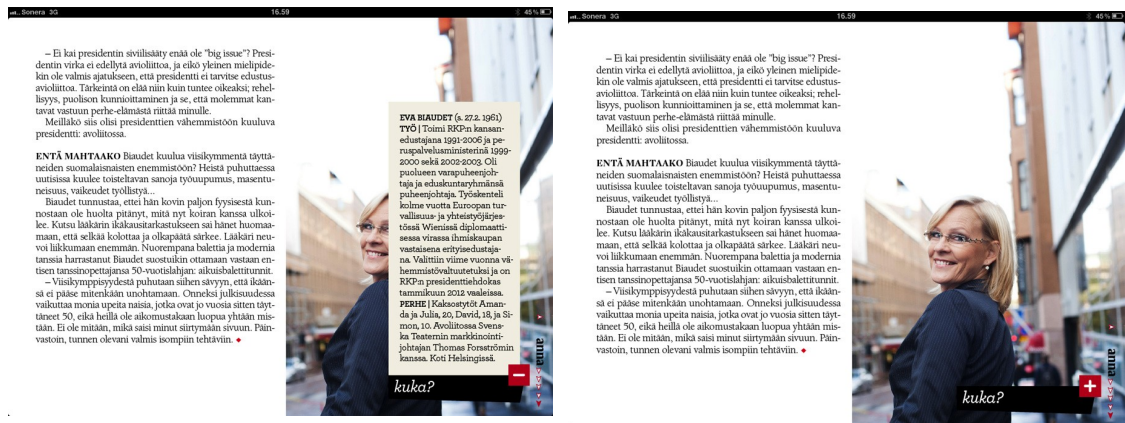 Sonera 3G 16.59 45 %
– Ei kai presidentin siviilisääty enää ole "big issue"? Presi-
dentin virka ei edellytä avioliittoa, ja eikö yleinen mielipide-
kin ole valmis ajatukseen, että presidentti ei tarvitse edustus-
avioliittoa. Tärkeintä on elää niin kuin tuntee oikeaksi; rehel-
lisyys, puolison kunnioittaminen ja se, että molemmat kan-
tavat vastuun perhe-elämästä riittää minulle.
Meilläkö siis olisi presidenttien vähemmistöön kuuluva
presidentti: avoliitossa.
ENTÄ MAHTAAKO Biaudet kuulua viisikymmentä täyttä-
neiden suomalaisnaisten enemmistöön? Heistä puhuttaessa
uutisissa kuulee toisteltavan sanoja työuupumus, masentu-
neisuus, vaikeudet työllistyä...
Biaudet tunnustaa, ettei hän kovin paljon fyysisestä kun-
nostaan ole huolta pitänyt, mitä nyt koiran kanssa ulkoi-
lee. Kutsu lääkärin ikäkausitarkastukseen sai hänet huomaa-
maan, että selkää kolottaa ja olkapäätä särkee. Lääkäri neu-
voi liikkumaan enemmän. Nuorempana balettia ja modernia
tanssia harrastanut Biaudet suostuikin ottamaan vastaan en-
tisen tanssinopettajansa 50-vuotislahjan: aikuisbalettitunnit.
– Viisikymppisyydestä puhutaan siihen sävyyn, että ikään-
sä ei pääse mitenkään unohtamaan. Onneksi julkisuudessa
vaikuttaa monia upeita naisia, jotka ovat jo vuosia sitten täyt-
täneet 50, eikä heillä ole aikomustakaan luopua yhtään mis-
tään. Ei ole mitään, mikä saisi minut siirtymään sivuun. Päin-
vastoin, tunnen olevani valmis isompiin tehtäviin.
EVA BIAUDET (s. 27.2. 1961)
TYÖ | Toimi RKP:n kansan-
edustajana 1991-2006 ja pe-
ruspalveluministerinä 1999-
2000 sekä 2002-2003. Oli
puolueen varapuheenjoh-
taja ja eduskuntaryhmänsä
puheenjohtaja. Työskenteli
kolme vuotta Euroopan tur-
vallisuus- ja yhteistyöjärjes-
tössä Wienissä diplomaatti-
sessa virassa ihmiskaupan
vastaisena erityisedustaja-
na. Valittiin viime vuonna vä-
hemmistövaltuutetuksi ja on
RKP:n presidenttiehdokas
tammikuun 2012 vaaleissa.
PERHE | Kaksostytöt Aman-
da ja Julia, 20, David, 18, ja Si-
mon, 10. Avoliitossa Svens-
ka Teaternin markkinointi-
johtajan Thomas Forsströmin
kanssa. Koti Helsingissä.
kuka?
anna
Sonera 3G 16.59 45 %
– Ei kai presidentin siviilisääty enää ole "big issue"? Presi-
dentin virka ei edellytä avioliittoa, ja eikö yleinen mielipide-
kin ole valmis ajatukseen, että presidentti ei tarvitse edustus-
avioliittoa. Tärkeintä on elää niin kuin tuntee oikeaksi; rehel-
lisyys, puolison kunnioittaminen ja se, että molemmat kan-
tavat vastuun perhe-elämästä riittää minulle.
Meilläkö siis olisi presidenttien vähemmistöön kuuluva
presidentti: avoliitossa.
ENTÄ MAHTAAKO Biaudet kuulua viisikymmentä täyttä-
neiden suomalaisnaisten enemmistöön? Heistä puhuttaessa
uutisissa kuulee toisteltavan sanoja työuupumus, masentu-
neisuus, vaikeudet työllistyä...
Biaudet tunnustaa, ettei hän kovin paljon fyysisestä kun-
nostaan ole huolta pitänyt, mitä nyt koiran kanssa ulkoi-
lee. Kutsu lääkärin ikäkausitarkastukseen sai hänet huomaa-
maan, että selkää kolottaa ja olkapäätä särkee. Lääkäri neu-
voi liikkumaan enemmän. Nuorempana balettia ja modernia
tanssia harrastanut Biaudet suostuikin ottamaan vastaan en-
tisen tanssinopettajansa 50-vuotislahjan: aikuisbalettitunnit.
– Viisikymppisyydestä puhutaan siihen sävyyn, että ikään-
sä ei pääse mitenkään unohtamaan. Onneksi julkisuudessa
vaikuttaa monia upeita naisia, jotka ovat jo vuosia sitten täyt-
täneet 50, eikä heillä ole aikomustakaan luopua yhtään mis-
tään. Ei ole mitään, mikä saisi minut siirtymään sivuun. Päin-
vastoin, tunnen olevani valmis isompiin tehtäviin.
kuka?
anna